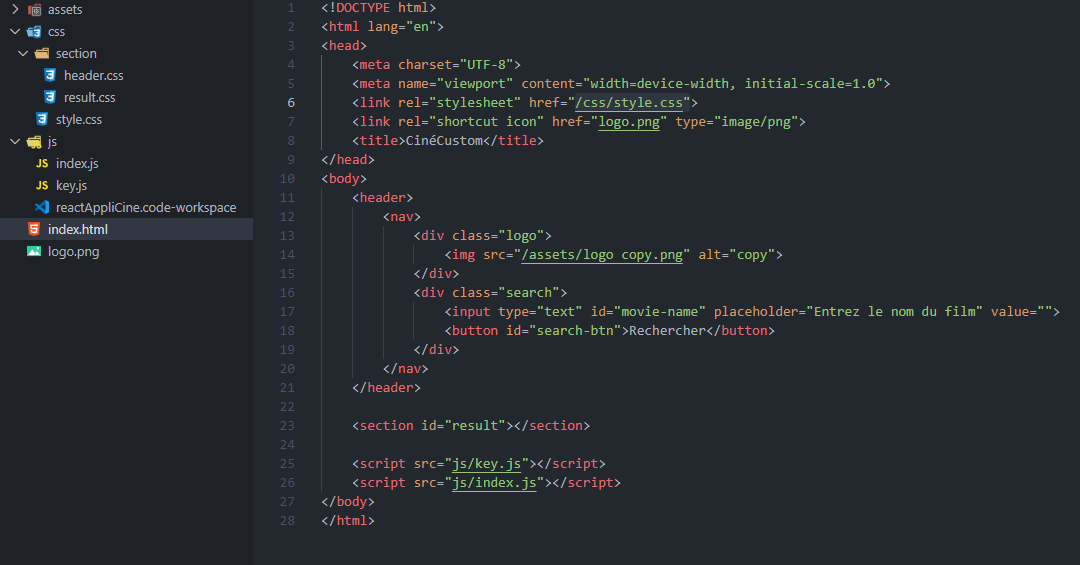 assets
css
section
header.css
result.css
style.css
js
JS index.js
JS key.js
reactAppliCine.code-workspace
index.html
logo.png
1 <!DOCTYPE html>
2 <html lang="en">
3 <head>
4 <meta charset="UTF-8">
5 <meta name="viewport" content="width=device-width, initial-scale=1.0">
6 <link rel="stylesheet" href="/css/style.css">
7 <link rel="shortcut icon" href="logo.png" type="image/png">
8 <title>CinéCustom</title>
9 </head>
10 <body>
11 <header>
12 <nav>
13 <div class="logo">
14 <img src="/assets/logo copy.png" alt="copy">
15 </div>
16 <div class="search">
17 <input type="text" id="movie-name" placeholder="Entrez le nom du film" value="">
18 <button id="search-btn">Rechercher</button>
19 </div>
20 </nav>
21 </header>
22
23 <section id="result"></section>
24
25 <script src="js/key.js"></script>
26 <script src="js/index.js"></script>
27 </body>
28 </html>